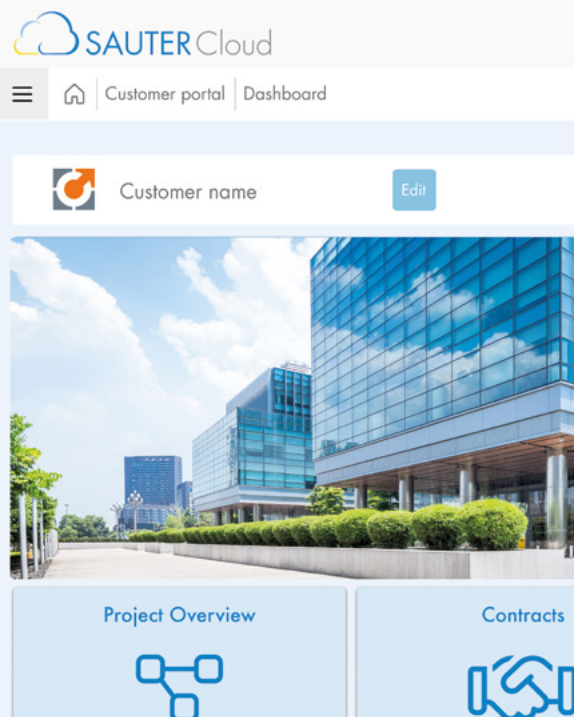 SAUTER Cloud
Customer portal Dashboard
Customer name Edit
Project Overview Contracts